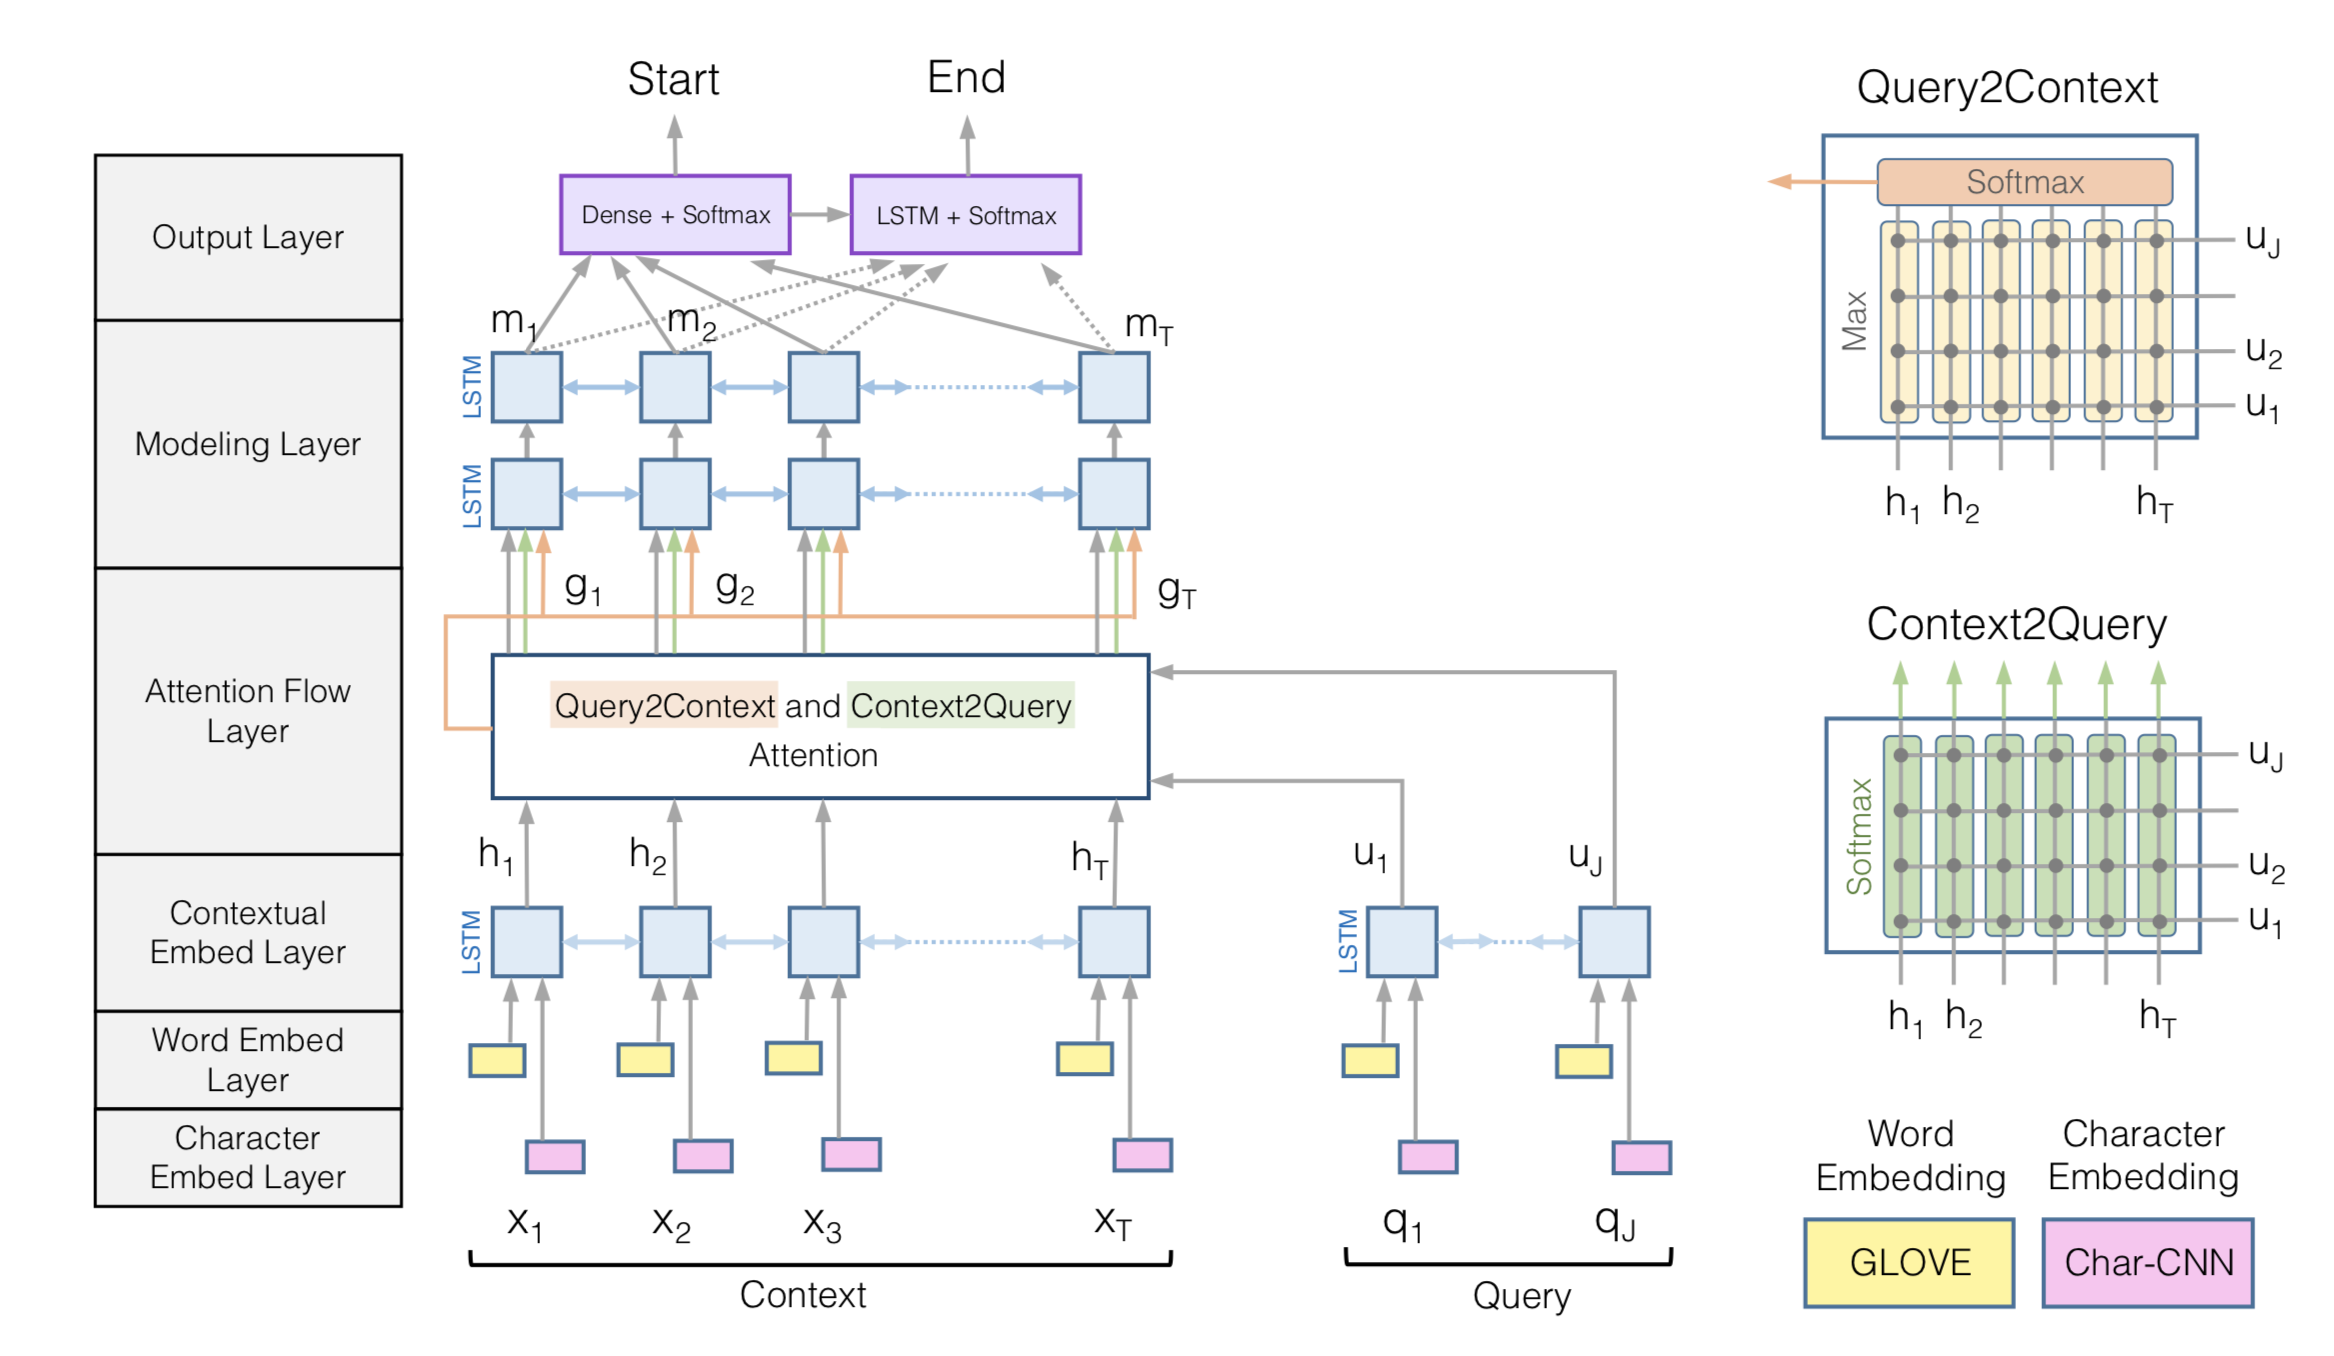 Start
End
Output Layer
Dense + Softmax
LSTM + Softmax
m1
m2
mT
LSTM
Modeling Layer
LSTM
g1
g2
gT
Attention Flow
Layer
Query2Context and Context2Query
Attention
h1
h2
hT
u1
uJ
Contextual
Embed Layer
LSTM
LSTM
Word Embed
Layer
Character
Embed Layer
x1
x2
x3
xT
q1
qJ
Context
Query
Query2Context
Softmax
Max
uJ
u2
u1
h1
h2
hT
Context2Query
Softmax
uJ
u2
u1
h1
h2
hT
Word
Embedding
GLOVE
Character
Embedding
Char-CNN